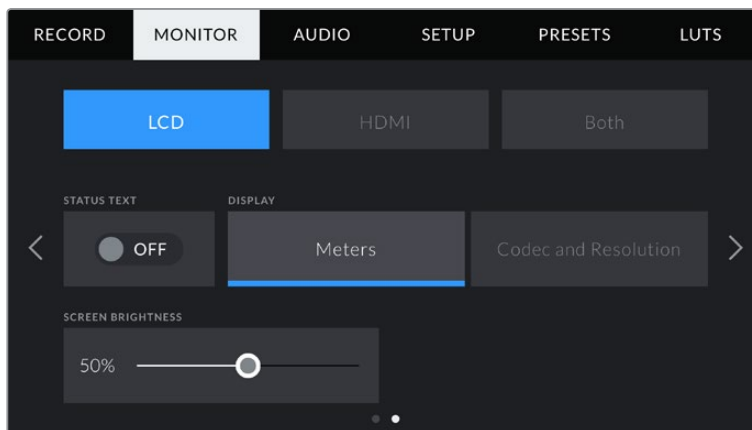 RECORD MONITOR AUDIO SETUP PRESETS LUTS
LCD HDMI Both
STATUS TEXT DISPLAY
OFF Meters Codec and Resolution
SCREEN BRIGHTNESS
50%